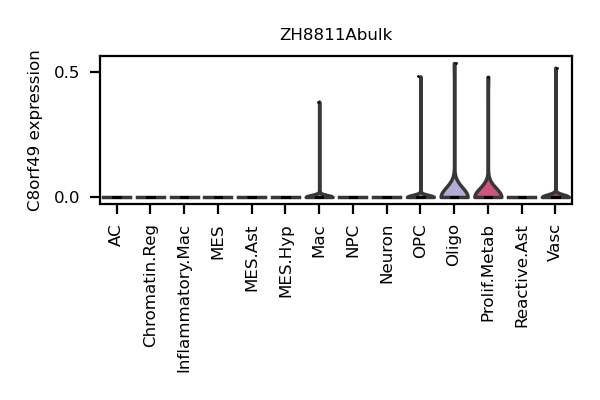 ZH8811Abulk
C8orf49 expression
0.5
0.0
AC
Chromatin.Reg
Inflammatory.Mac
MES
MES.Ast
MES.Hyp
Mac
NPC
Neuron
OPC
Oligo
Prolif.Metab
Reactive.Ast
Vasc